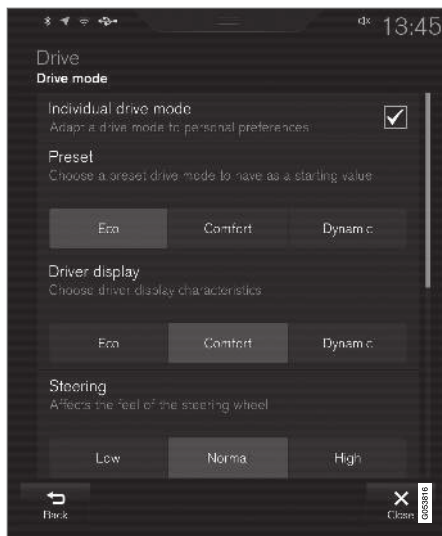 13:45
Drive
Drive mode
Individual drive mode
Adapt a drive mode to personal preferences
Preset
Choose a preset drive mode to have as a starting value
Eco Comfort Dynamic
Driver display
Choose driver display characteristics
Eco Comfort Dynamic
Steering
Affects the feel of the steering wheel
Low Normal High
Back
Close
G053816